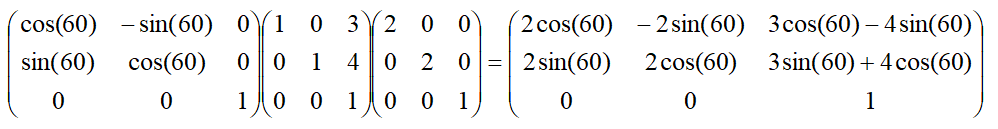 cos(60) −sin(60) 0 1 0 3 2 0 0 2cos(60) −2sin(60) 3cos(60)−4sin(60)
sin(60) cos(60) 0 0 1 4 0 2 0 = 2sin(60) 2cos(60) 3sin(60)+4cos(60)
0 0 1 0 0 1 0 0 1 0 0 1